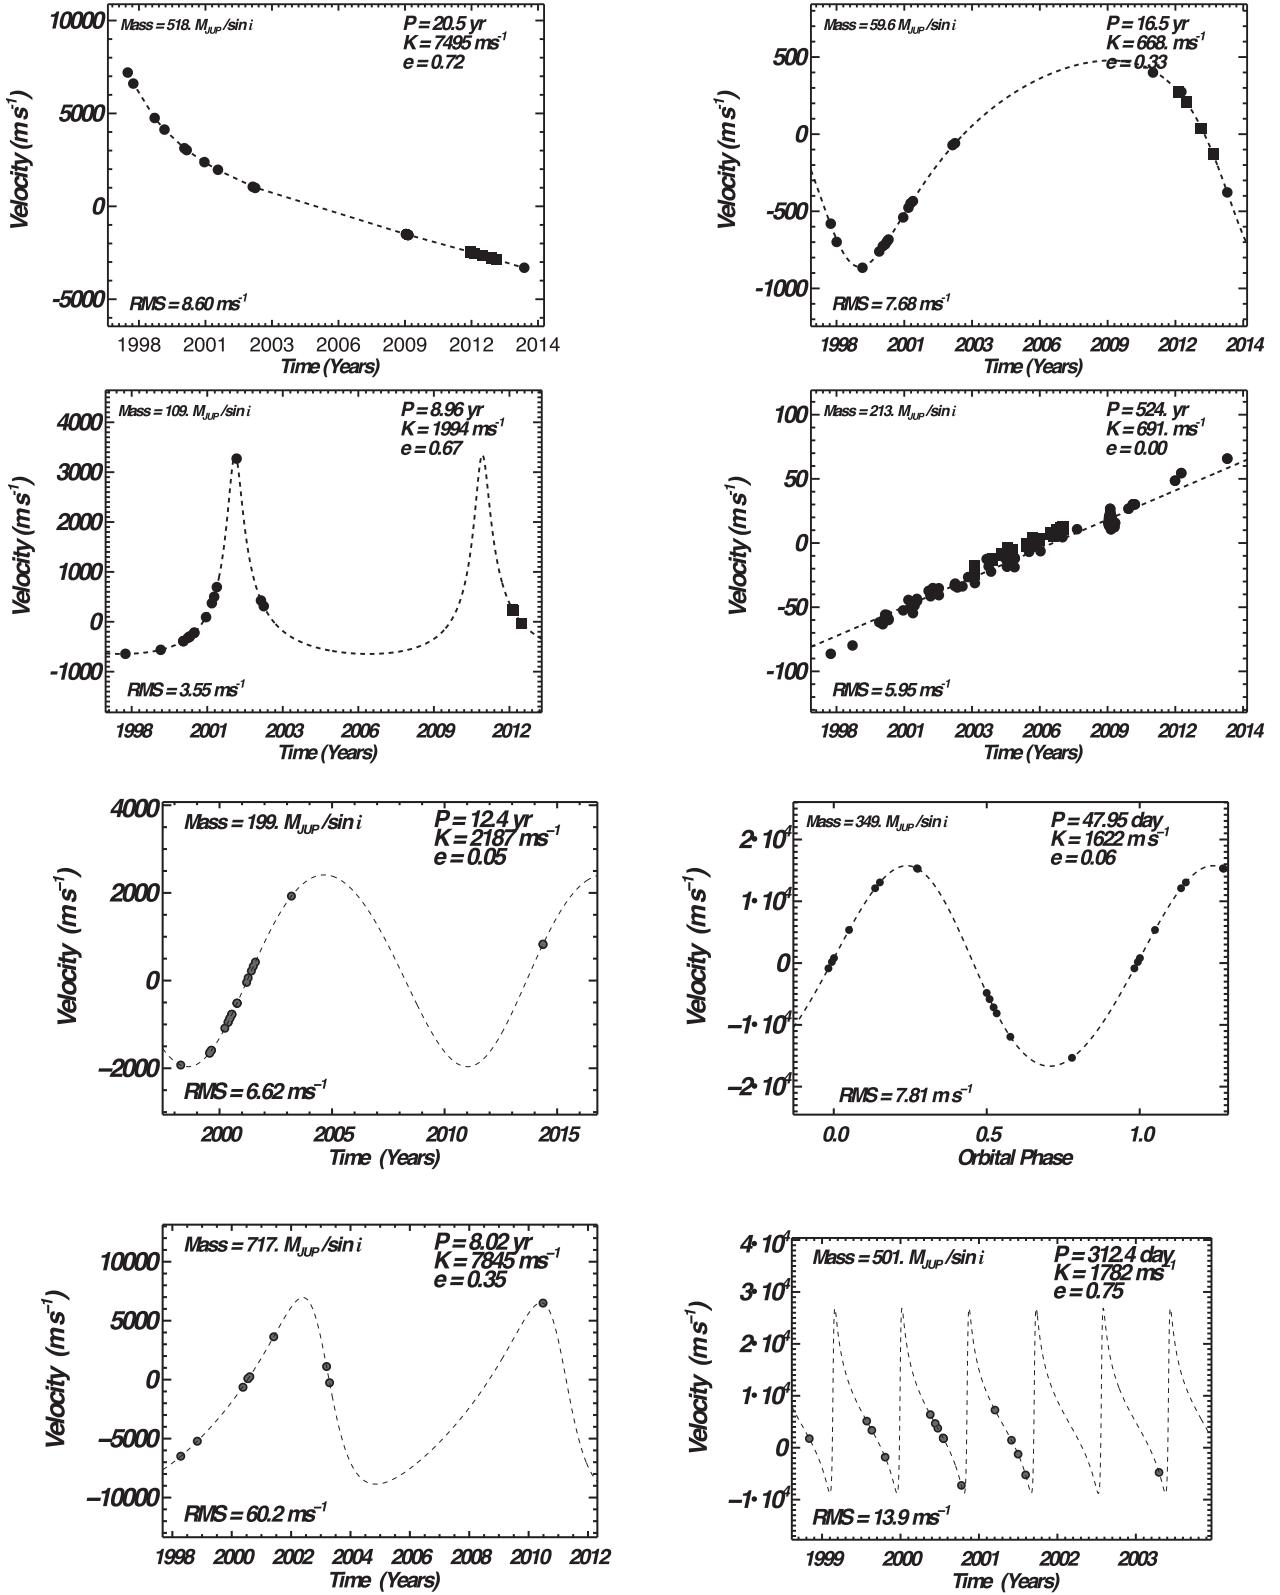 Mass = 518. M_JUP /sin i
P = 20.5 yr
K = 7495 ms⁻¹
e = 0.72
10000
5000
0
-5000
Velocity (m s⁻¹)
RMS = 8.60 ms⁻¹
1998 2001 2003 2006 2009 2012 2014
Time (Years)
Mass = 59.6 M_JUP /sin i
P = 16.5 yr
K = 668. ms⁻¹
e = 0.33
500
0
-500
-1000
Velocity (m s⁻¹)
RMS = 7.68 ms⁻¹
1998 2001 2003 2006 2009 2012 2014
Time (Years)
Mass = 109. M_JUP /sin i
P = 8.96 yr
K = 1994 ms⁻¹
e = 0.67
4000
3000
2000
1000
0
-1000
Velocity (m s⁻¹)
RMS = 3.55 ms⁻¹
1998 2001 2003 2006 2009 2012
Time (Years)
Mass = 213. M_JUP /sin i
P = 524. yr
K = 691. ms⁻¹
e = 0.00
100
50
0
-50
-100
Velocity (m s⁻¹)
RMS = 5.95 ms⁻¹
1998 2001 2003 2006 2009 2012 2014
Time (Years)
Mass = 199. M_JUP /sin i
P = 12.4 yr
K = 2187 ms⁻¹
e = 0.05
4000
2000
0
−2000
Velocity (m s⁻¹)
RMS = 6.62 ms⁻¹
2000 2005 2010 2015
Time (Years)
Mass = 349. M_JUP /sin i
P = 47.95 day
K = 1622 m s⁻¹
e = 0.06
2•10⁴
1•10⁴
0
−1•10⁴
−2•10⁴
Velocity (m s⁻¹)
RMS = 7.81 m s⁻¹
0.0 0.5 1.0
Orbital Phase
Mass = 717. M_JUP /sin i
P = 8.02 yr
K = 7845 ms⁻¹
e = 0.35
10000
5000
0
−5000
−10000
Velocity (m s⁻¹)
RMS = 60.2 ms⁻¹
1998 2000 2002 2004 2006 2008 2010 2012
Time (Years)
Mass = 501. M_JUP /sin i
P = 312.4 day
K = 1782 ms⁻¹
e = 0.75
4•10⁴
3•10⁴
2•10⁴
1•10⁴
0
−1•10⁴
Velocity (m s⁻¹)
RMS = 13.9 ms⁻¹
1999 2000 2001 2002 2003
Time (Years)